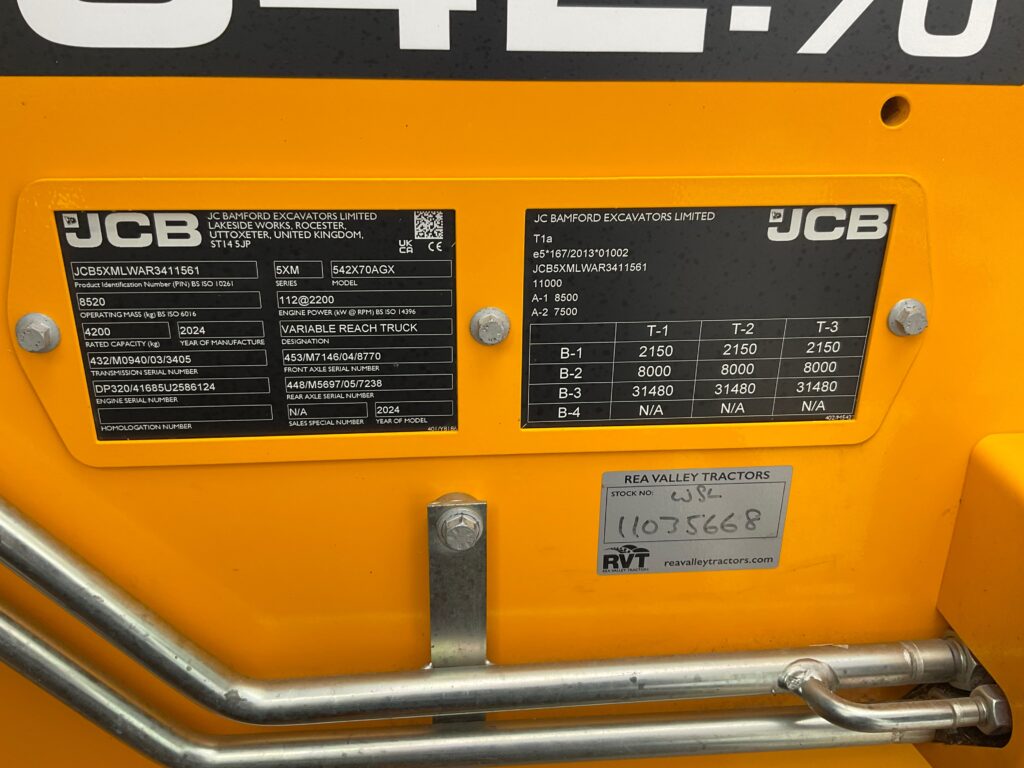 542-70
JCB
JC BAMFORD EXCAVATORS LIMITED
LAKESIDE WORKS, ROCESTER,
UTTOXETER, UNITED KINGDOM,
ST14 5JP
UK
CA
CE
JCB5XMLWAR3411561
Product Identification Number (PIN) BS ISO 10261
5XM
SERIES
542X70AGX
MODEL
8520
OPERATING MASS (kg) BS ISO 6016
112@2200
ENGINE POWER (kW @ RPM) BS ISO 14396
4200
RATED CAPACITY (kg)
2024
YEAR OF MANUFACTURE
VARIABLE REACH TRUCK
DESIGNATION
432/M0940/03/3405
TRANSMISSION SERIAL NUMBER
453/M7146/04/8770
FRONT AXLE SERIAL NUMBER
DP320/41685U2586124
ENGINE SERIAL NUMBER
448/M5697/05/7238
REAR AXLE SERIAL NUMBER
HOMOLOGATION NUMBER
N/A
SALES SPECIAL NUMBER
2024
YEAR OF MODEL
401/Y8186
JC BAMFORD EXCAVATORS LIMITED
JCB
T1a
e5*167/2013*01002
JCB5XMLWAR3411561
11000
A-1 8500
A-2 7500
T-1 T-2 T-3
B-1 2150 2150 2150
B-2 8000 8000 8000
B-3 31480 31480 31480
B-4 N/A N/A N/A
REA VALLEY TRACTORS
STOCK NO: WSL
11035668
RVT
REA VALLEY TRACTORS
reavalleytractors.com